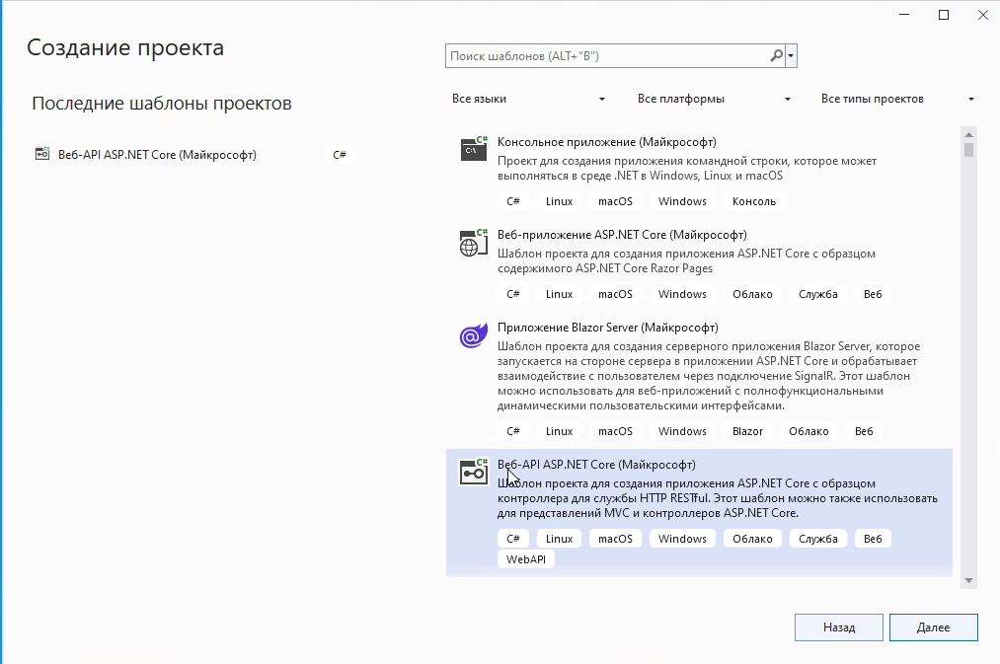 Создание проекта
Поиск шаблонов (ALT+"В")
Последние шаблоны проектов
Все языки
Все платформы
Все типы проектов
Веб-API ASP.NET Core (Майкрософт)
C#
C#
C:\
Консольное приложение (Майкрософт)
Проект для создания приложения командной строки, которое может
выполняться в среде .NET в Windows, Linux и macOS
C# Linux macOS Windows Консоль
C#
Веб-приложение ASP.NET Core (Майкрософт)
Шаблон проекта для создания приложения ASP.NET Core с образцом
содержимого ASP.NET Core Razor Pages
C# Linux macOS Windows Облако Служба Веб
@
Приложение Blazor Server (Майкрософт)
Шаблон проекта для создания серверного приложения Blazor Server, которое
запускается на стороне сервера в приложении ASP.NET Core и обрабатывает
взаимодействие с пользователем через подключение SignalR. Этот шаблон
можно использовать для веб-приложений с полнофункциональными
динамическими пользовательскими интерфейсами.
C# Linux macOS Windows Blazor Облако Веб
C#
Веб-API ASP.NET Core (Майкрософт)
Шаблон проекта для создания приложения ASP.NET Core с образцом
контроллера для службы HTTP RESTful. Этот шаблон можно также использовать
для представлений MVC и контроллеров ASP.NET Core.
C# Linux macOS Windows Облако Служба Веб
WebAPI
Назад
Далее